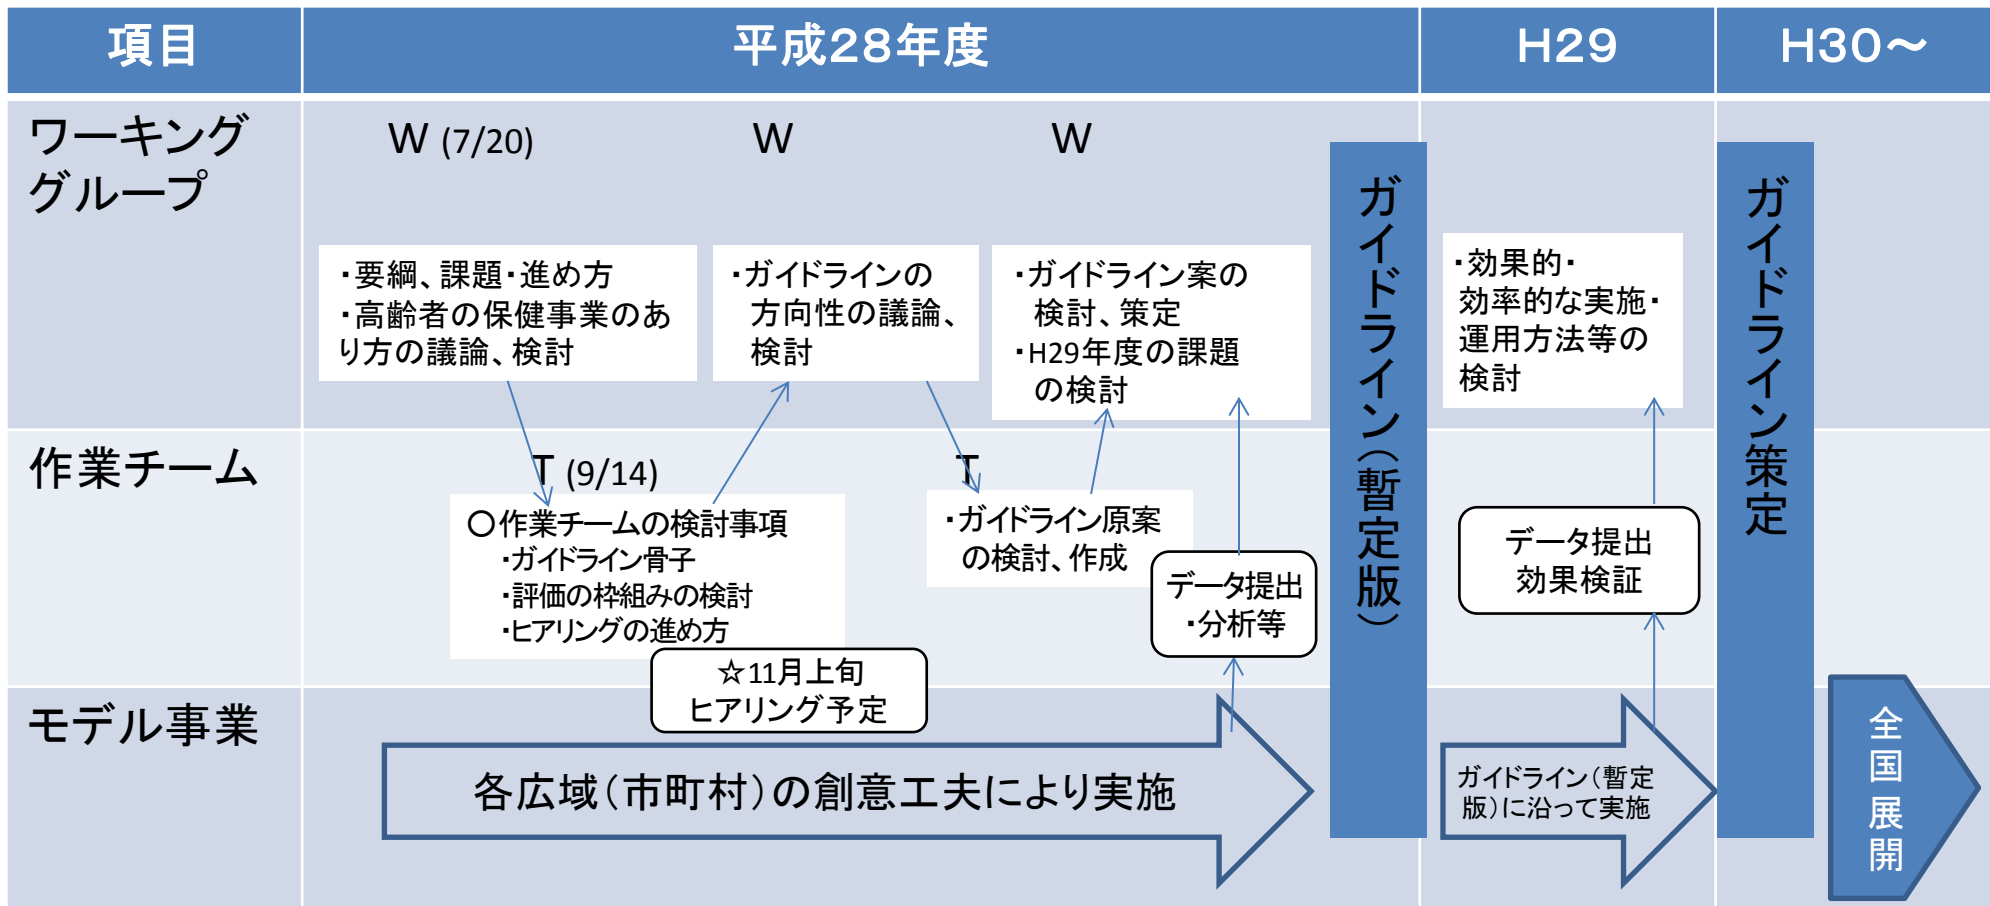 項目
平成28年度
H29
H30～
ワーキング
グループ
W (7/20)
W
W
・要綱、課題・進め方
・高齢者の保健事業のあ
り方の議論、検討
・ガイドラインの
方向性の議論、
検討
・ガイドライン案の
検討、策定
・H29年度の課題
の検討
ガイドライン（暫定版）
・効果的・
効率的な実施・
運用方法等の
検討
ガイドライン策定
作業チーム
T (9/14)
○作業チームの検討事項
・ガイドライン骨子
・評価の枠組みの検討
・ヒアリングの進め方
T
・ガイドライン原案
の検討、作成
データ提出
・分析等
データ提出
効果検証
☆11月上旬
ヒアリング予定
モデル事業
各広域（市町村）の創意工夫により実施
ガイドライン（暫定
版）に沿って実施
全国展開